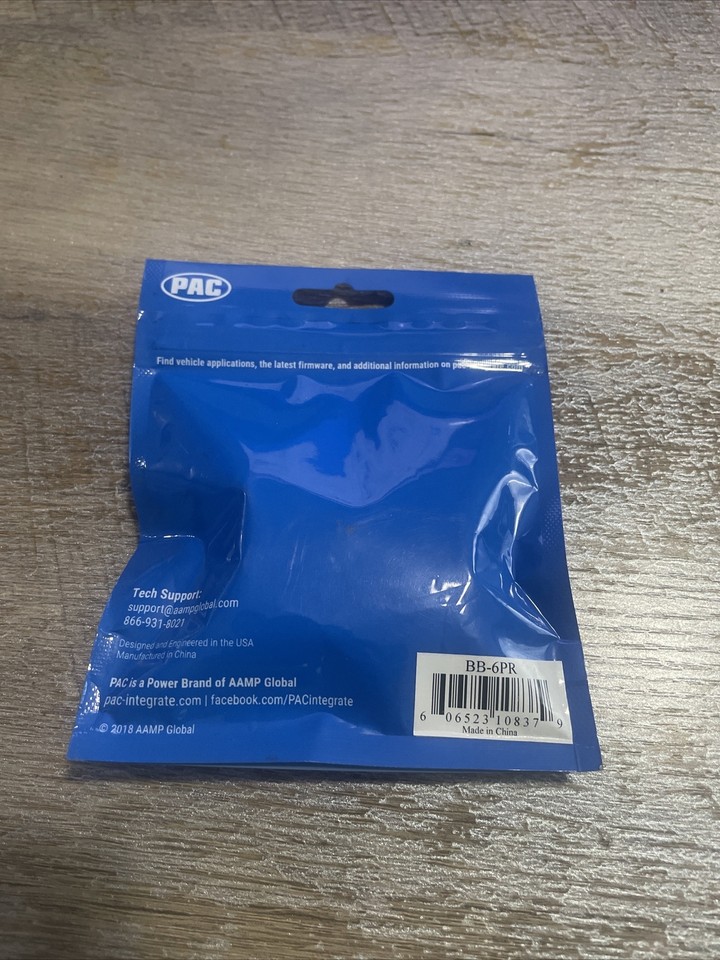 PAC
Find vehicle applications, the latest firmware, and additional information on
Tech Support:
support@aampglobal.com
866-931-8021
Designed and Engineered in the USA
Manufactured in China
PAC is a Power Brand of AAMP Global
pac-integrate.com | facebook.com/PACintegrate
© 2018 AAMP Global
BB-6PR
6 06523 10837 9
Made in China